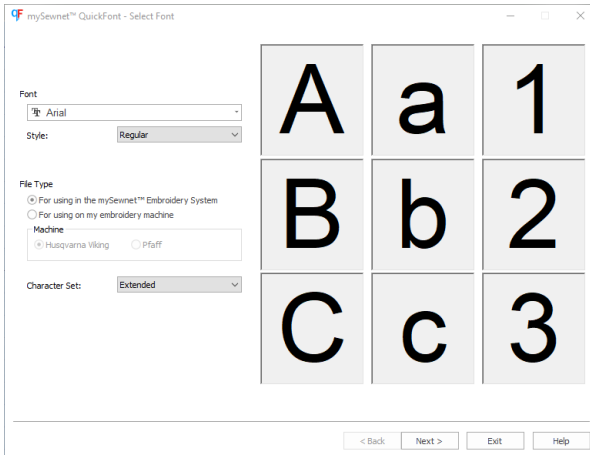 qF mySewnet™ QuickFont - Select Font
Font
Arial
Style: Regular
File Type
For using in the mySewnet™ Embroidery System
For using on my embroidery machine
Machine
Husqvarna Viking Pfaff
Character Set: Extended
A a 1
B b 2
C c 3
< Back Next > Exit Help